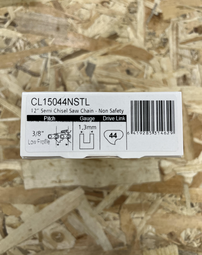 CL15044NSTL
12" Semi Chisel Saw Chain - Non Safety
Pitch Gauge Drive Link
3/8" 1,3mm 44
Low Profile